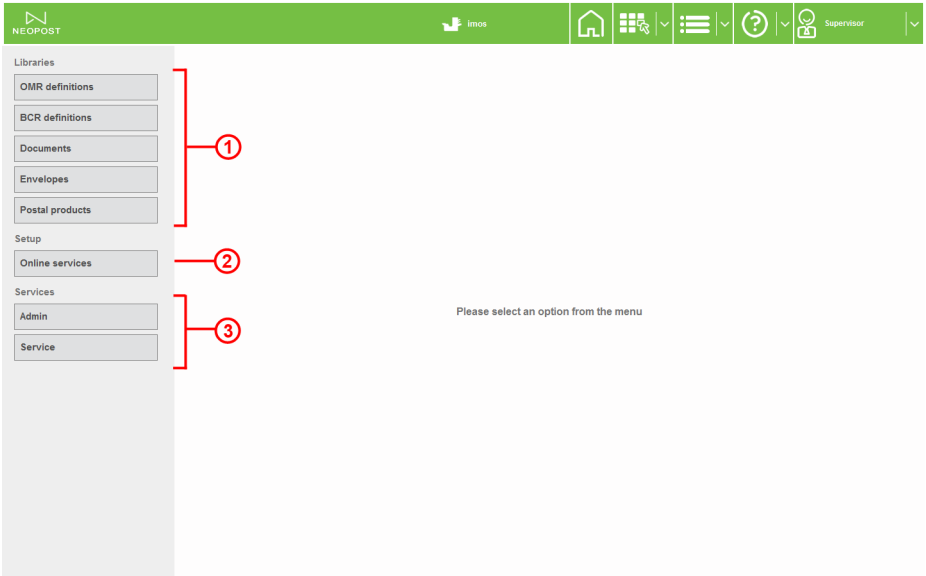 NEOPOST
imos
Supervisor
Libraries
OMR definitions
BCR definitions
Documents
Envelopes
Postal products
Setup
Online services
Services
Admin
Service
1
2
3
Please select an option from the menu